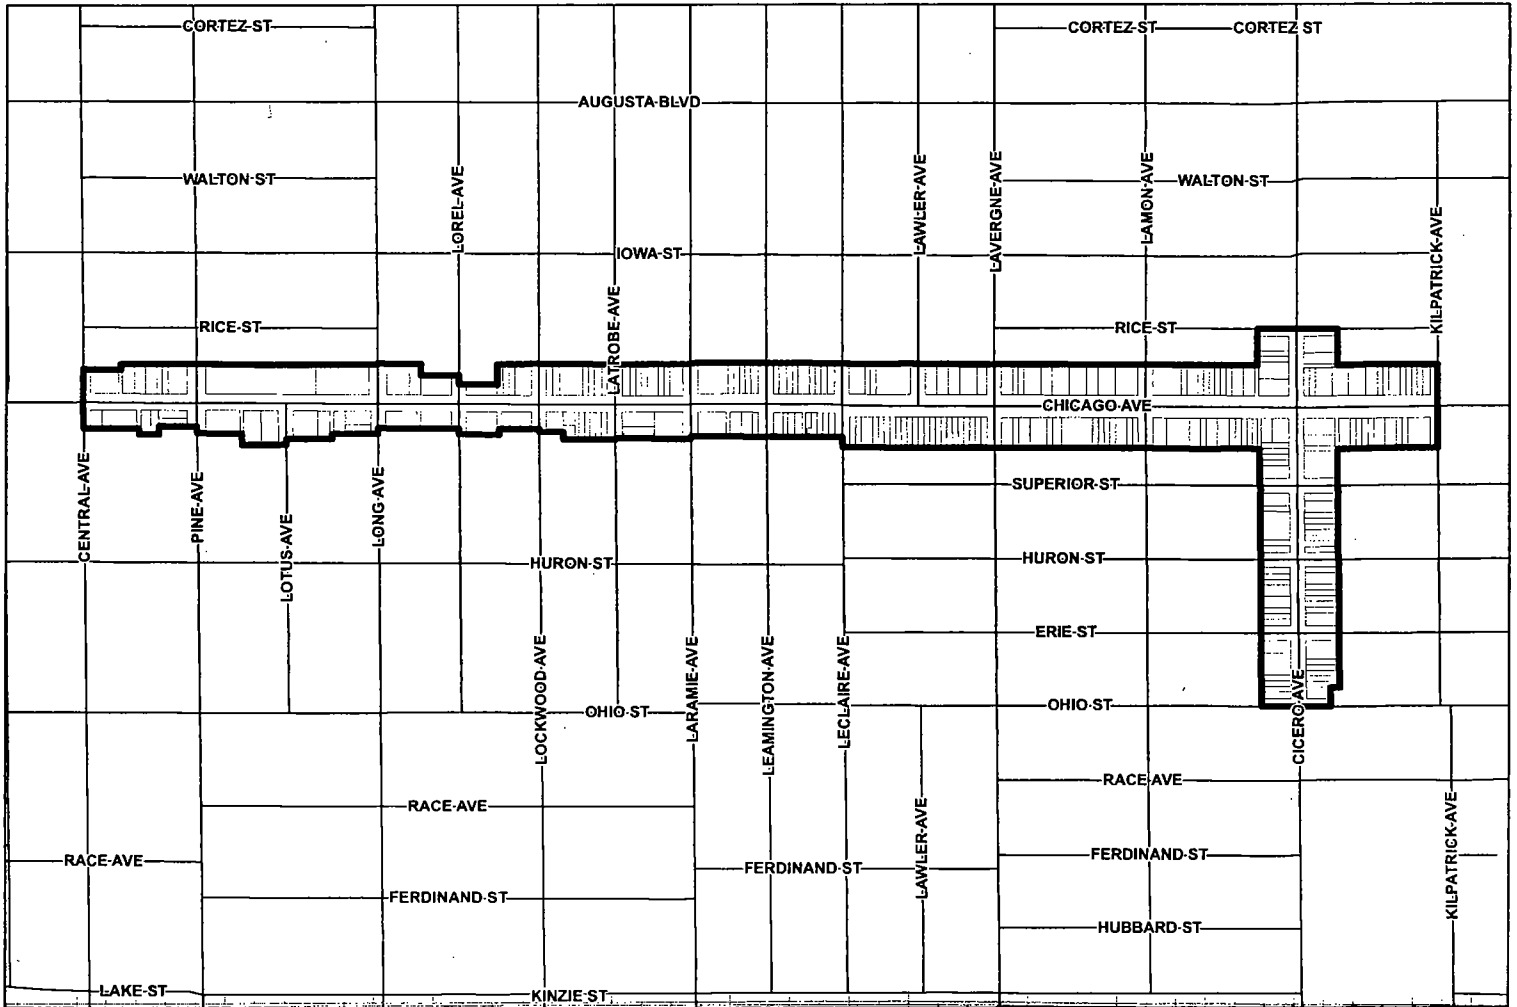 CORTEZ ST
CORTEZ ST
CORTEZ ST
AUGUSTA BLVD
WALTON ST
LOREL AVE
LAWLER AVE
LAVERGNE AVE
LAMON AVE
WALTON ST
IOWA ST
KILPATRICK AVE
RICE ST
LATROBE AVE
RICE ST
CHICAGO AVE
CENTRAL AVE
PINE AVE
LOTUS AVE
LONG AVE
SUPERIOR ST
HURON ST
HURON ST
ERIE ST
LOCKWOOD AVE
LARAMIE AVE
LEAMINGTON AVE
LECLAIRE AVE
OHIO ST
OHIO ST
CICERO AVE
RACE AVE
RACE AVE
LAWLER AVE
KILPATRICK AVE
RACE AVE
FERDINAND ST
FERDINAND ST
FERDINAND ST
HUBBARD ST
LAKE ST
KINZIE ST